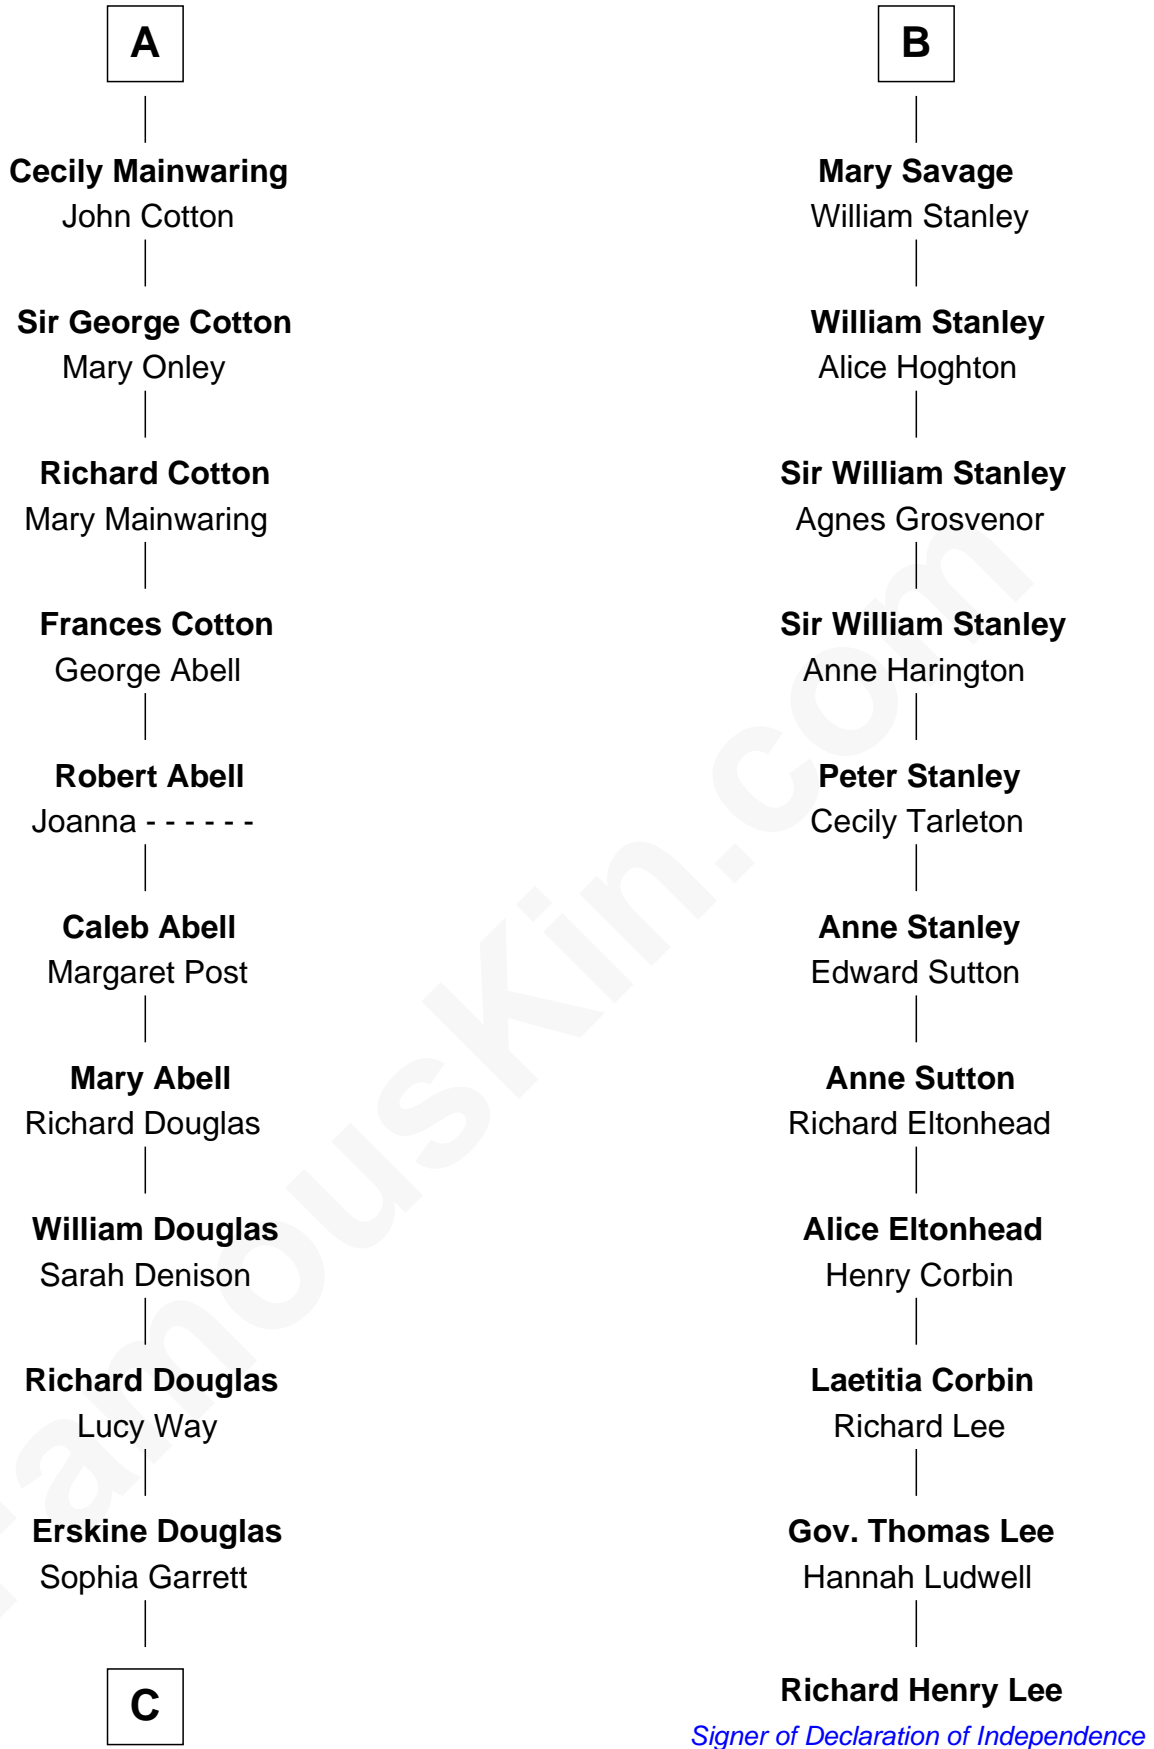 A
Cecily Mainwaring
John Cotton
Sir George Cotton
Mary Onley
Richard Cotton
Mary Mainwaring
Frances Cotton
George Abell
Robert Abell
Joanna - - - - - -
Caleb Abell
Margaret Post
Mary Abell
Richard Douglas
William Douglas
Sarah Denison
Richard Douglas
Lucy Way
Erskine Douglas
Sophia Garrett
C
B
Mary Savage
William Stanley
William Stanley
Alice Hoghton
Sir William Stanley
Agnes Grosvenor
Sir William Stanley
Anne Harington
Peter Stanley
Cecily Tarleton
Anne Stanley
Edward Sutton
Anne Sutton
Richard Eltonhead
Alice Eltonhead
Henry Corbin
Laetitia Corbin
Richard Lee
Gov. Thomas Lee
Hannah Ludwell
Richard Henry Lee
Signer of Declaration of Independence
FamousKin.com